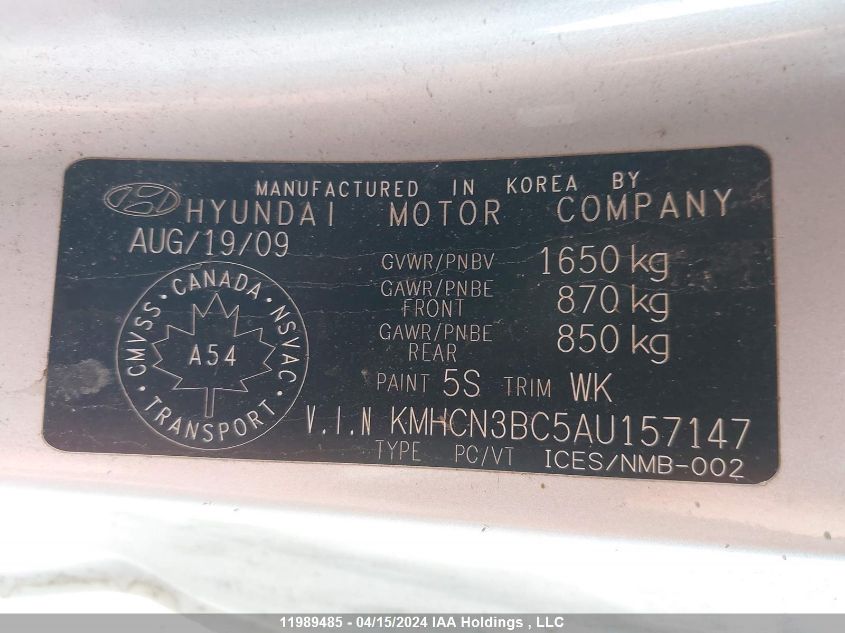 MANUFACTURED IN KOREA BY
HYUNDAI MOTOR COMPANY
AUG/19/09
GVWR/PNBV 1650 kg
GAWR/PNBE FRONT 870 kg
GAWR/PNBE REAR 850 kg
PAINT 5S TRIM WK
CMVSS · CANADA · NSVAC · TRANSPORT ·
A54
V.I.N KMHCN3BC5AU157147
TYPE PC/VT ICES/NMB-002
11989485 - 04/15/2024 IAA Holdings , LLC